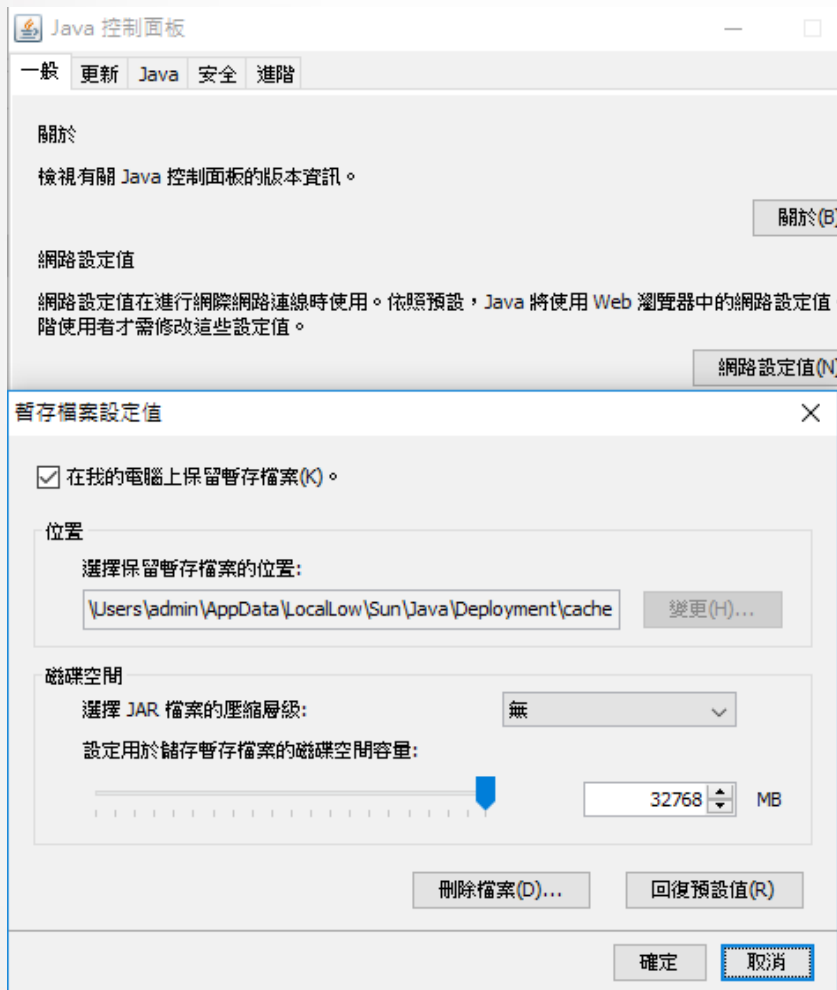 Java 控制面板
一般 更新 Java 安全 進階
關於
檢視有關 Java 控制面板的版本資訊。
關於(B)
網路設定值
網路設定值在進行網際網路連線時使用。依照預設，Java 將使用 Web 瀏覽器中的網路設定值
階使用者才需修改這些設定值。
網路設定值(N)
暫存檔案設定值
在我的電腦上保留暫存檔案(K)。
位置
選擇保留暫存檔案的位置:
\Users\admin\AppData\LocalLow\Sun\Java\Deployment\cache 變更(H)...
磁碟空間
選擇 JAR 檔案的壓縮層級: 無
設定用於儲存暫存檔案的磁碟空間容量:
32768 MB
刪除檔案(D)... 回復預設值(R)
確定 取消